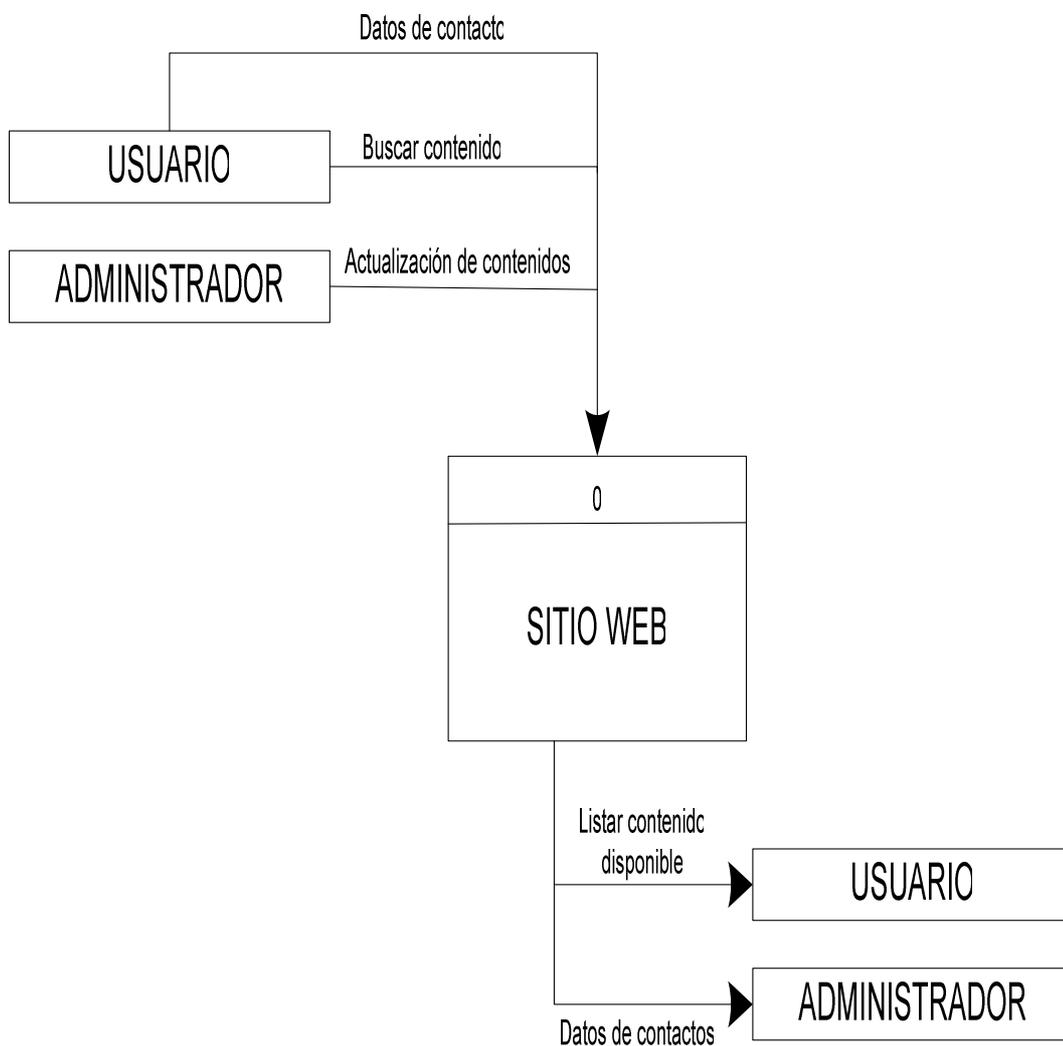 Datos de contacto
USUARIO
Buscar contenido
ADMINISTRADOR
Actualización de contenidos
0
SITIO WEB
Listar contenido
disponible
USUARIO
ADMINISTRADOR
Datos de contactos